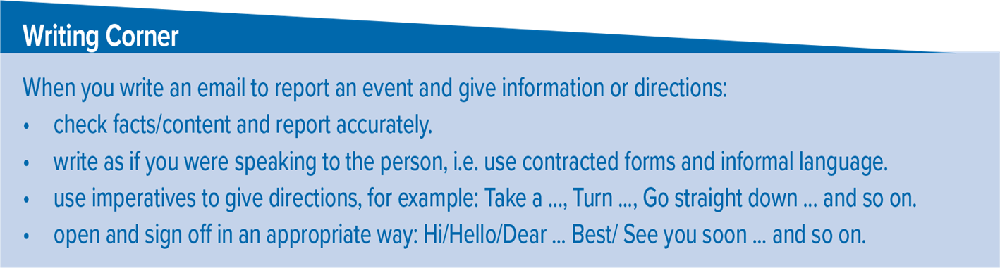 Writing Corner
When you write an email to report an event and give information or directions:
• check facts/content and report accurately.
• write as if you were speaking to the person, i.e. use contracted forms and informal language.
• use imperatives to give directions, for example: Take a ..., Turn ..., Go straight down ... and so on.
• open and sign off in an appropriate way: Hi/Hello/Dear ... Best/ See you soon ... and so on.